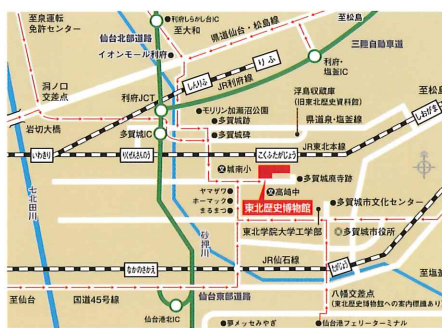 至泉運転
免許センター
仙台北部道路
利府しらかし台IC
至大和
イオンモール利府
県道仙台・松島線
至松島
三陸自動車道
しんりふ
りふ
JR利府線
利府・
塩釜IC
洞ノ口
交差点
利府JCT
モリリン加瀬沼公園
浮島収蔵庫
(旧東北歴史資料館)
多賀城跡
県道泉・塩釜線
至松島
しおがま
岩切大橋
多賀城IC
多賀城碑
JR東北本線
いわきり
りくぜんさんのう
こくふたがじょう
文城南小
多賀城廃寺跡
七北田川
ヤマザワ
ホーマック
まるまつ
文高崎中
東北歴史博物館
多賀城市文化センター
東北学院大学工学部
多賀城市役所
砂押川
なかのさかえ
JR仙石線
たがじょう
至塩釜
至仙台
国道45号線
仙台東部道路
八幡交差点
(東北歴史博物館への案内標識あり)
仙台港北IC
夢メッセみやぎ
仙台港フェリーターミナル